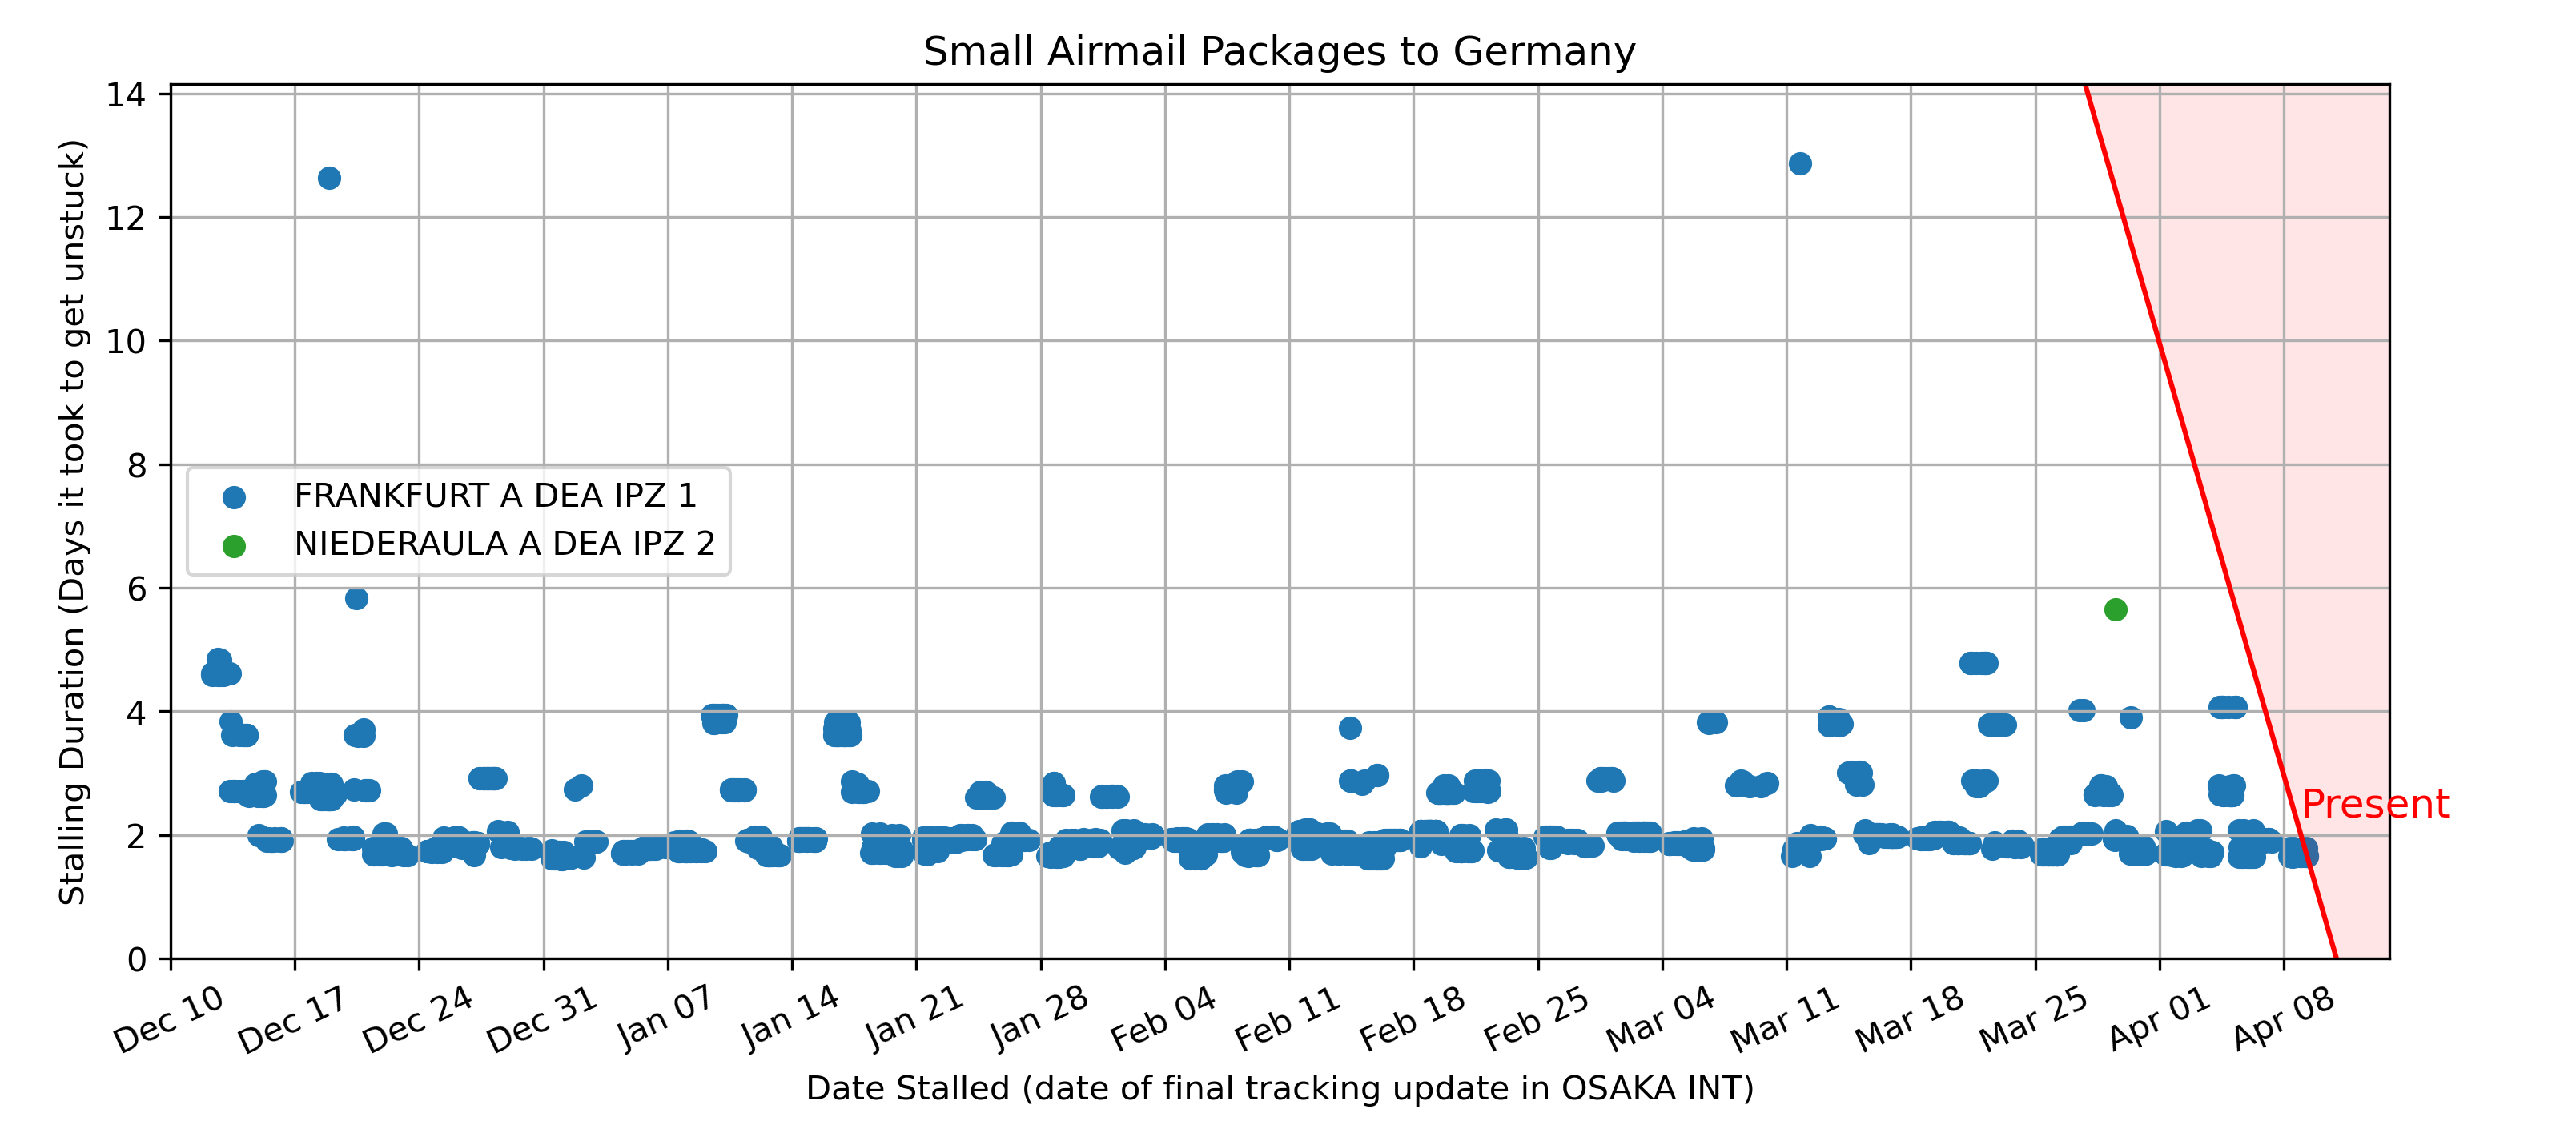 Small Airmail Packages to Germany
Stalling Duration (Days it took to get unstuck)
14
12
10
8
6
4
2
0
FRANKFURT A DEA IPZ 1
NIEDERAULA A DEA IPZ 2
Present
Dec 10
Dec 17
Dec 24
Dec 31
Jan 07
Jan 14
Jan 21
Jan 28
Feb 04
Feb 11
Feb 18
Feb 25
Mar 04
Mar 11
Mar 18
Mar 25
Apr 01
Apr 08
Date Stalled (date of final tracking update in OSAKA INT)